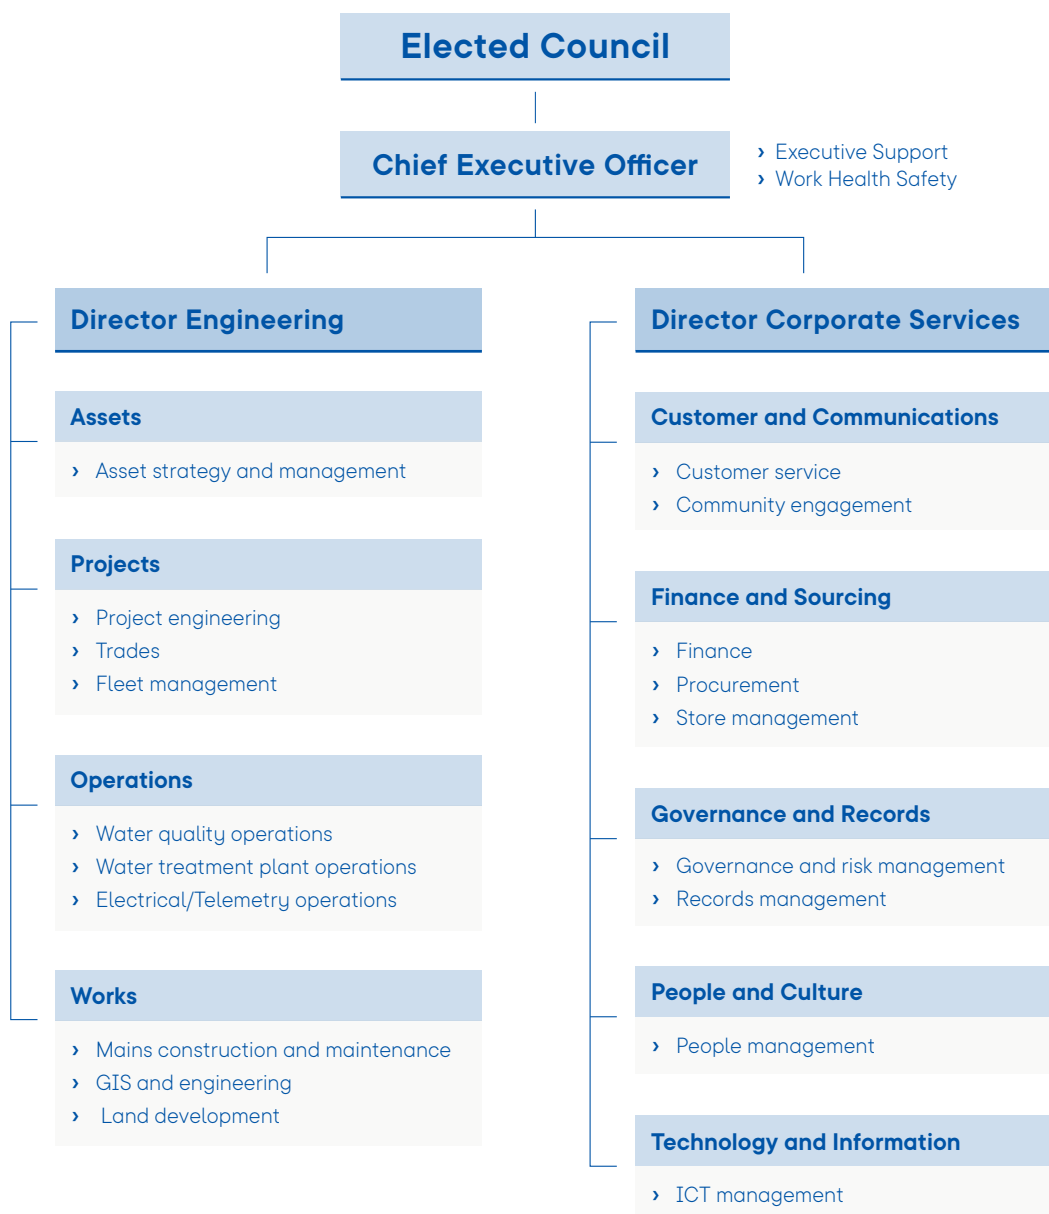 Elected Council
Chief Executive Officer
› Executive Support
› Work Health Safety
Director Engineering
Assets
› Asset strategy and management
Projects
› Project engineering
› Trades
› Fleet management
Operations
› Water quality operations
› Water treatment plant operations
› Electrical/Telemetry operations
Works
› Mains construction and maintenance
› GIS and engineering
› Land development
Director Corporate Services
Customer and Communications
› Customer service
› Community engagement
Finance and Sourcing
› Finance
› Procurement
› Store management
Governance and Records
› Governance and risk management
› Records management
People and Culture
› People management
Technology and Information
› ICT management